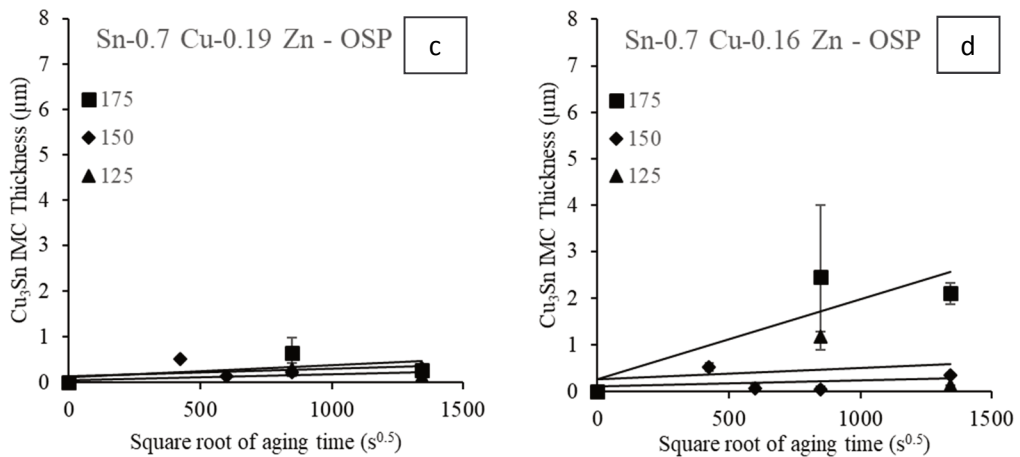 Sn-0.7 Cu-0.19 Zn - OSP
c
8
7
6
5
4
3
2
1
0
175
150
125
Cu₃Sn IMC Thickness (μm)
0 500 1000 1500
Square root of aging time (s⁰·⁵)
Sn-0.7 Cu-0.16 Zn - OSP
d
8
7
6
5
4
3
2
1
0
175
150
125
Cu₃Sn IMC Thickness (μm)
0 500 1000 1500
Square root of aging time (s⁰·⁵)